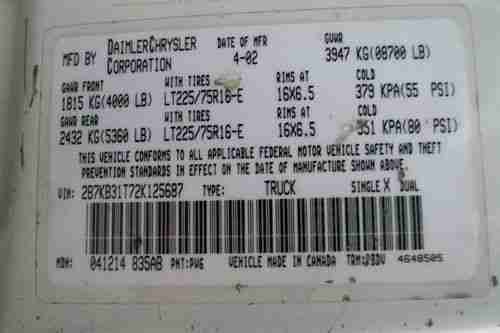 MFD BY DAIMLERCHRYSLER CORPORATION DATE OF MFR 4-02 GVWR 3947 KG(08700 LB)
GAWR FRONT WITH TIRES RIMS AT COLD
1815 KG(4000 LB) LT225/75R16-E 16X6.5 379 KPA(55 PSI)
GAWR REAR WITH TIRES RIMS AT COLD
2432 KG(5360 LB) LT225/75R16-E 16X6.5 551 KPA(80 PSI)
THIS VEHICLE CONFORMS TO ALL APPLICABLE FEDERAL MOTOR VEHICLE SAFETY AND THEFT
PREVENTION STANDARDS IN EFFECT ON THE DATE OF MANUFACTURE SHOWN ABOVE.
VIN: 2B7KB31T72K125687 TYPE: TRUCK SINGLE X DUAL
MDH: 041214 835AB PNT:PW6 VEHICLE MADE IN CANADA TRM: 4648505